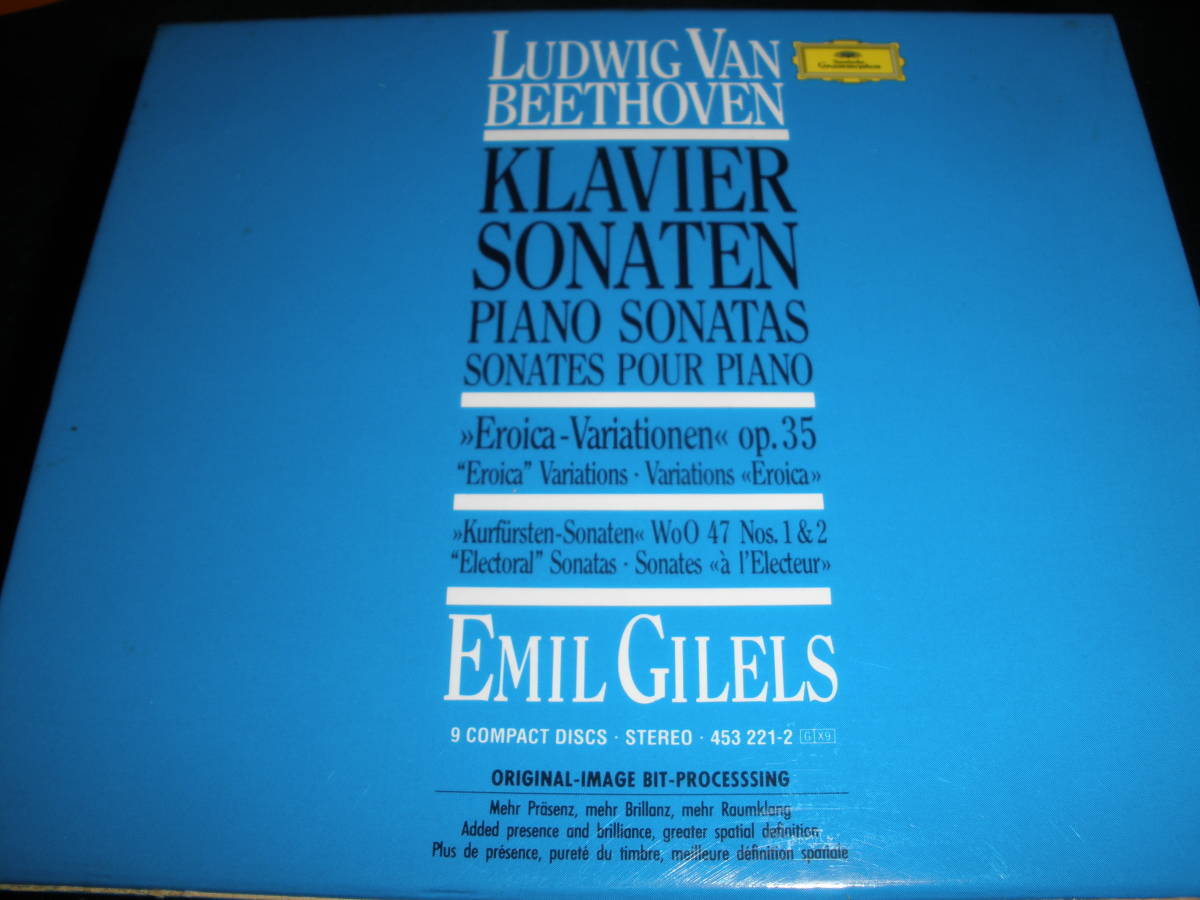 LUDWIG VAN
BEETHOVEN
Deutsche
Grammophon
KLAVIER
SONATEN
PIANO SONATAS
SONATES POUR PIANO
»Eroica-Variationen« op. 35
“Eroica” Variations · Variations «Eroica»
»Kurfürsten-Sonaten« WoO 47 Nos. 1 & 2
“Electoral” Sonatas · Sonates «à l'Electeur»
EMIL GILELS
9 COMPACT DISCS · STEREO · 453 221-2 G X9
ORIGINAL-IMAGE BIT-PROCESSSING
Mehr Präsenz, mehr Brillanz, mehr Raumklang
Added presence and brilliance, greater spatial definition
Plus de présence, pureté du timbre, meilleure définition spatiale